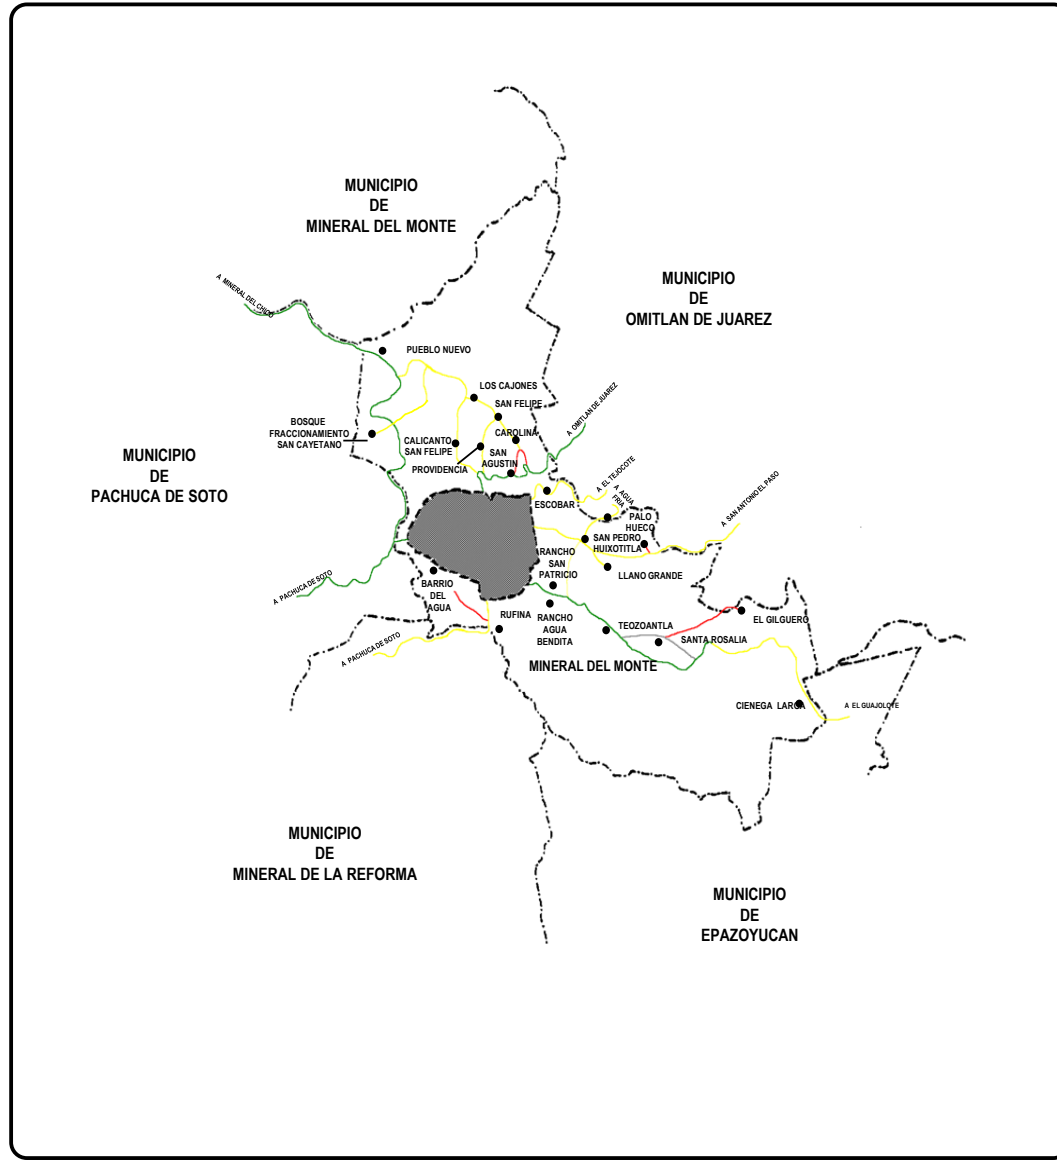 MUNICIPIO
DE
MINERAL DEL MONTE
MUNICIPIO
DE
OMITLAN DE JUAREZ
A MINERAL DEL CHICO
PUEBLO NUEVO
LOS CAJONES
SAN FELIPE
A OMITLAN DE JUAREZ
BOSQUE
FRACCIONAMIENTO
SAN CAYETANO
CALICANTO
SAN FELIPE
CAROLINA
PROVIDENCIA
SAN
AGUSTIN
MUNICIPIO
DE
PACHUCA DE SOTO
A EL TEJOCOTE
A AGUA
FRIA
ESCOBAR
PALO
HUECO
A SAN ANTONIO EL PASO
SAN PEDRO
HUIXOTITLA
RANCHO
SAN
PATRICIO
LLANO GRANDE
A PACHUCA DE SOTO
BARRIO
DEL
AGUA
RUFINA
RANCHO
AGUA
BENDITA
TEOZOANTLA
EL GILGUERO
SANTA ROSALIA
A PACHUCA DE SOTO
MINERAL DEL MONTE
CIENEGA LARGA
A EL GUAJOLOTE
MUNICIPIO
DE
MINERAL DE LA REFORMA
MUNICIPIO
DE
EPAZOYUCAN